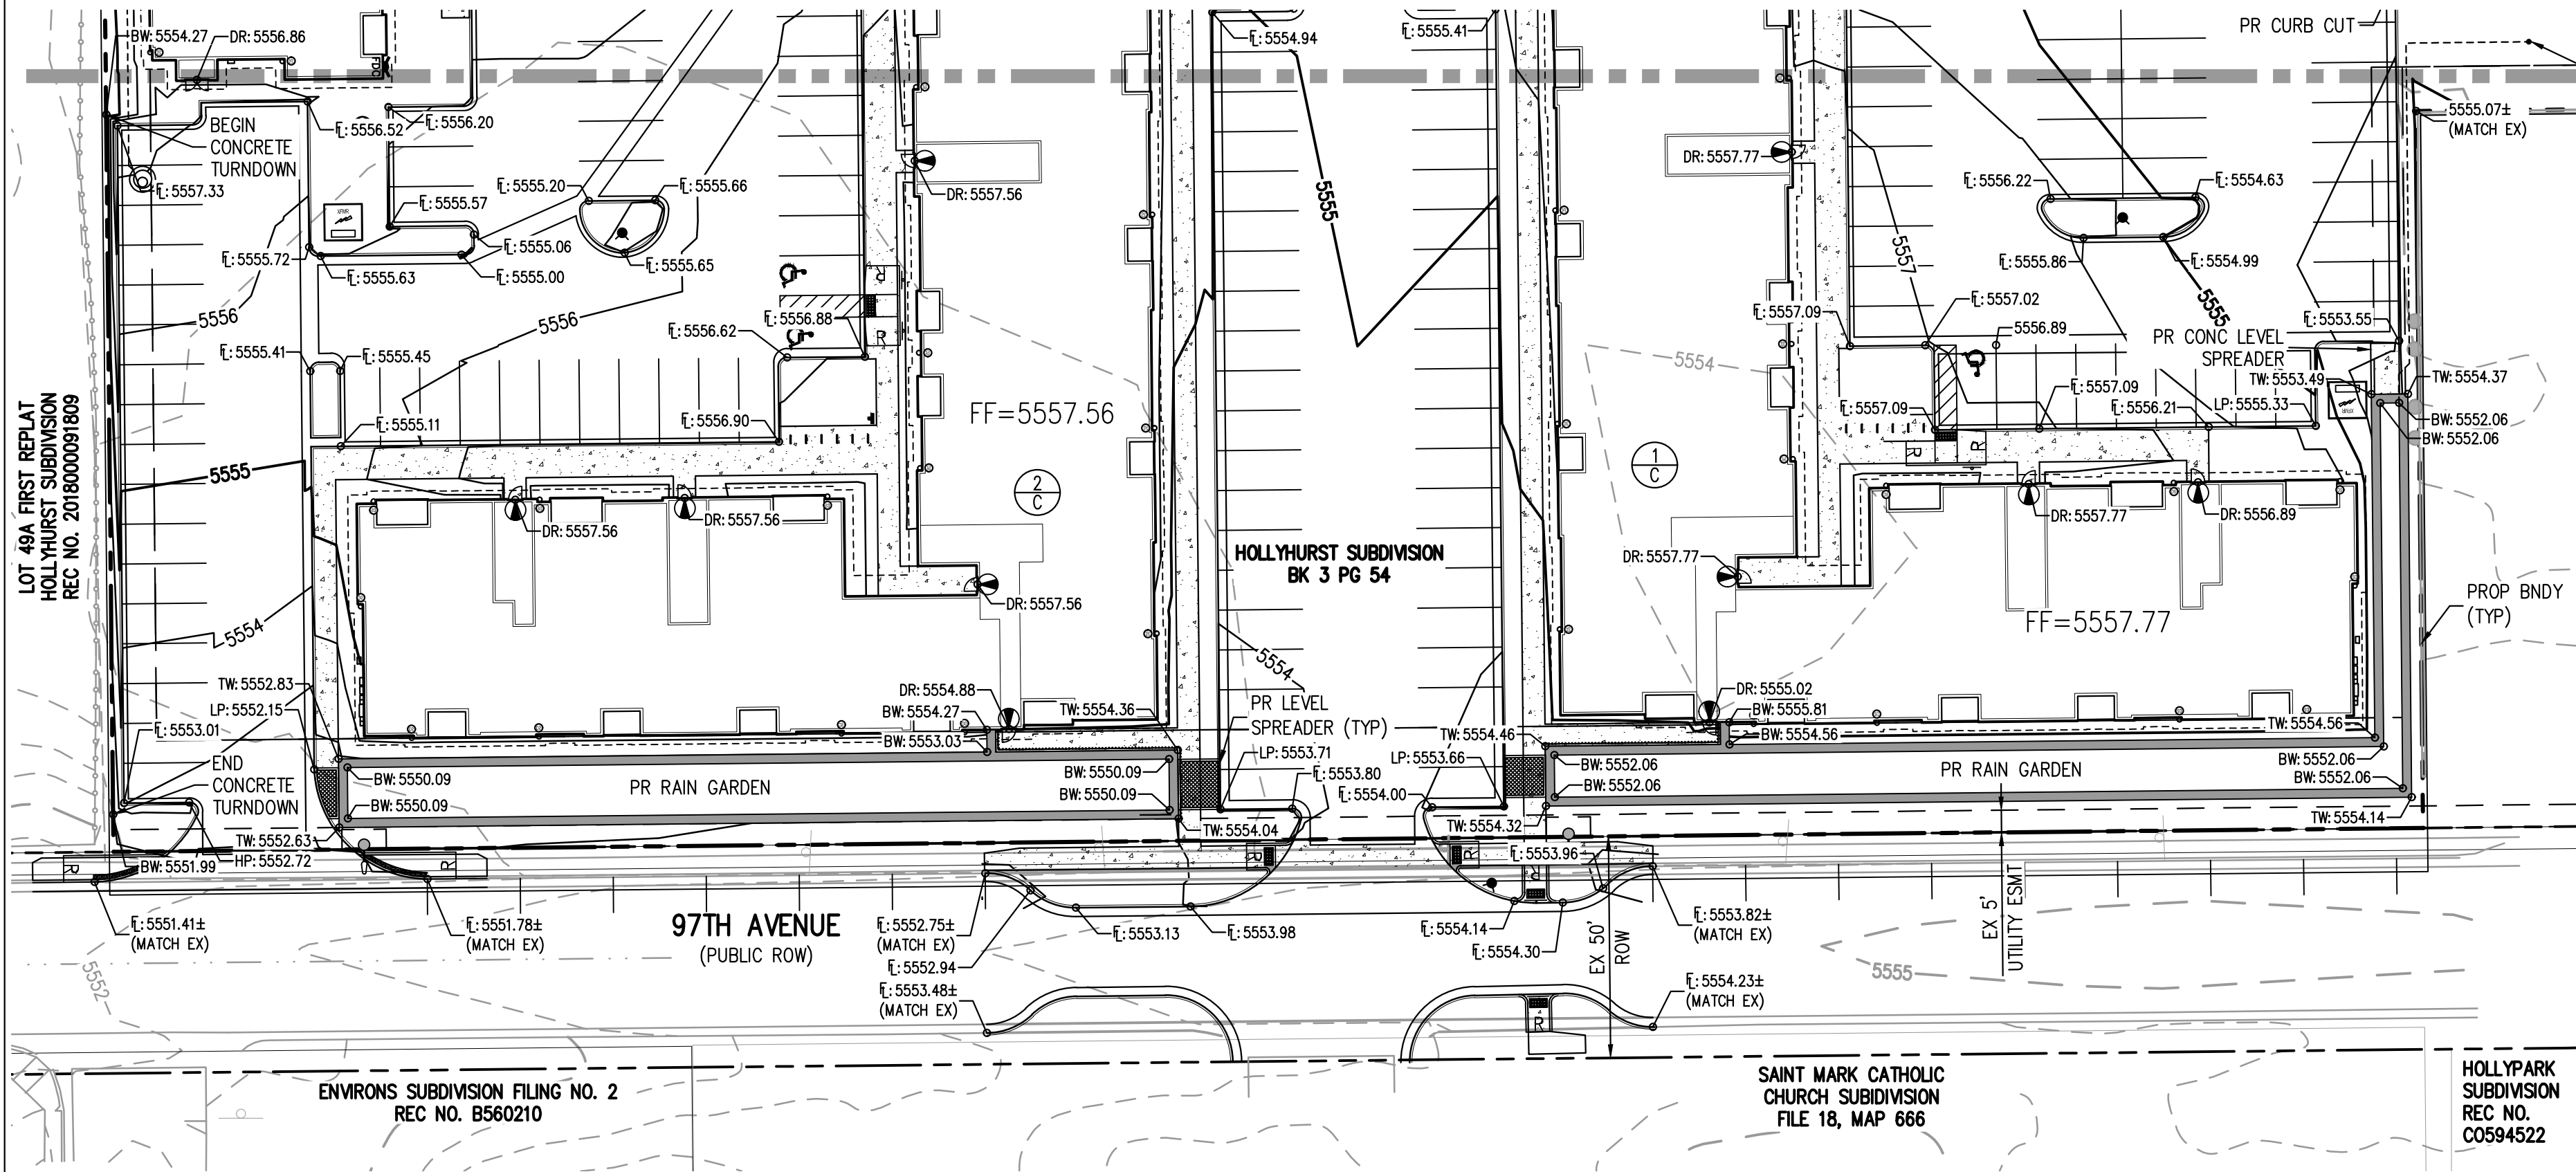 BW: 5554.27
DR: 5556.86
FDC
BEGIN
CONCRETE
TURNDOWN
FL: 5556.52
FL: 5556.20
FL: 5557.33
XFMR
FL: 5555.57
FL: 5555.20
FL: 5555.66
FL: 5555.06
FL: 5555.72
FL: 5555.63
FL: 5555.00
FL: 5555.65
5556
5556
FL: 5556.62
FL: 5556.88
R
R
FL: 5555.41
FL: 5555.45
FL: 5555.11
FL: 5556.90
5555
5554
DR: 5557.56
FF=5557.56
2
C
DR: 5557.56
DR: 5557.56
DR: 5557.56
LOT 49A FIRST REPLAT
HOLLYHURST SUBDIVISION
REC NO. 2018000091809
TW: 5552.83
LP: 5552.15
FL: 5553.01
END
CONCRETE
TURNDOWN
TW: 5552.63
HP: 5552.72
BW: 5551.99
R
R
BW: 5550.09
BW: 5550.09
PR RAIN GARDEN
DR: 5554.88
BW: 5554.27
BW: 5553.03
TW: 5554.36
BW: 5550.09
BW: 5550.09
TW: 5554.04
FL: 5554.94
FL: 5555.41
5555
HOLLYHURST SUBDIVISION
BK 3 PG 54
5554
PR LEVEL
SPREADER (TYP)
LP: 5553.71
LP: 5553.66
FL: 5553.80
FL: 5554.00
R
R
R
PR CURB CUT
5555.07±
(MATCH EX)
DR: 5557.77
FL: 5556.22
FL: 5554.63
FL: 5555.86
FL: 5554.99
5557
5555
FL: 5557.09
FL: 5557.02
5556.89
FL: 5553.55
PR CONC LEVEL
SPREADER
TW: 5553.49
TW: 5554.37
XFMR
FL: 5557.09
FL: 5557.09
FL: 5556.21
LP: 5555.33
BW: 5552.06
BW: 5552.06
5554
R
R
1
C
DR: 5557.77
DR: 5557.77
DR: 5556.89
FF=5557.77
PROP BNDY
(TYP)
DR: 5555.02
BW: 5555.81
BW: 5554.56
TW: 5554.46
TW: 5554.56
BW: 5552.06
BW: 5552.06
PR RAIN GARDEN
BW: 5552.06
BW: 5552.06
TW: 5554.32
TW: 5554.14
FL: 5553.96
FL: 5551.41±
(MATCH EX)
FL: 5551.78±
(MATCH EX)
97TH AVENUE
(PUBLIC ROW)
FL: 5552.75±
(MATCH EX)
FL: 5552.94
FL: 5553.48±
(MATCH EX)
FL: 5553.13
FL: 5553.98
FL: 5554.14
FL: 5554.30
FL: 5553.82±
(MATCH EX)
FL: 5554.23±
(MATCH EX)
EX 50'
ROW
EX 5'
UTILITY ESMT
5555
5552
R
ENVIRONS SUBDIVISION FILING NO. 2
REC NO. B560210
SAINT MARK CATHOLIC
CHURCH SUBIDIVISION
FILE 18, MAP 666
HOLLYPARK
SUBDIVISION
REC NO.
C0594522